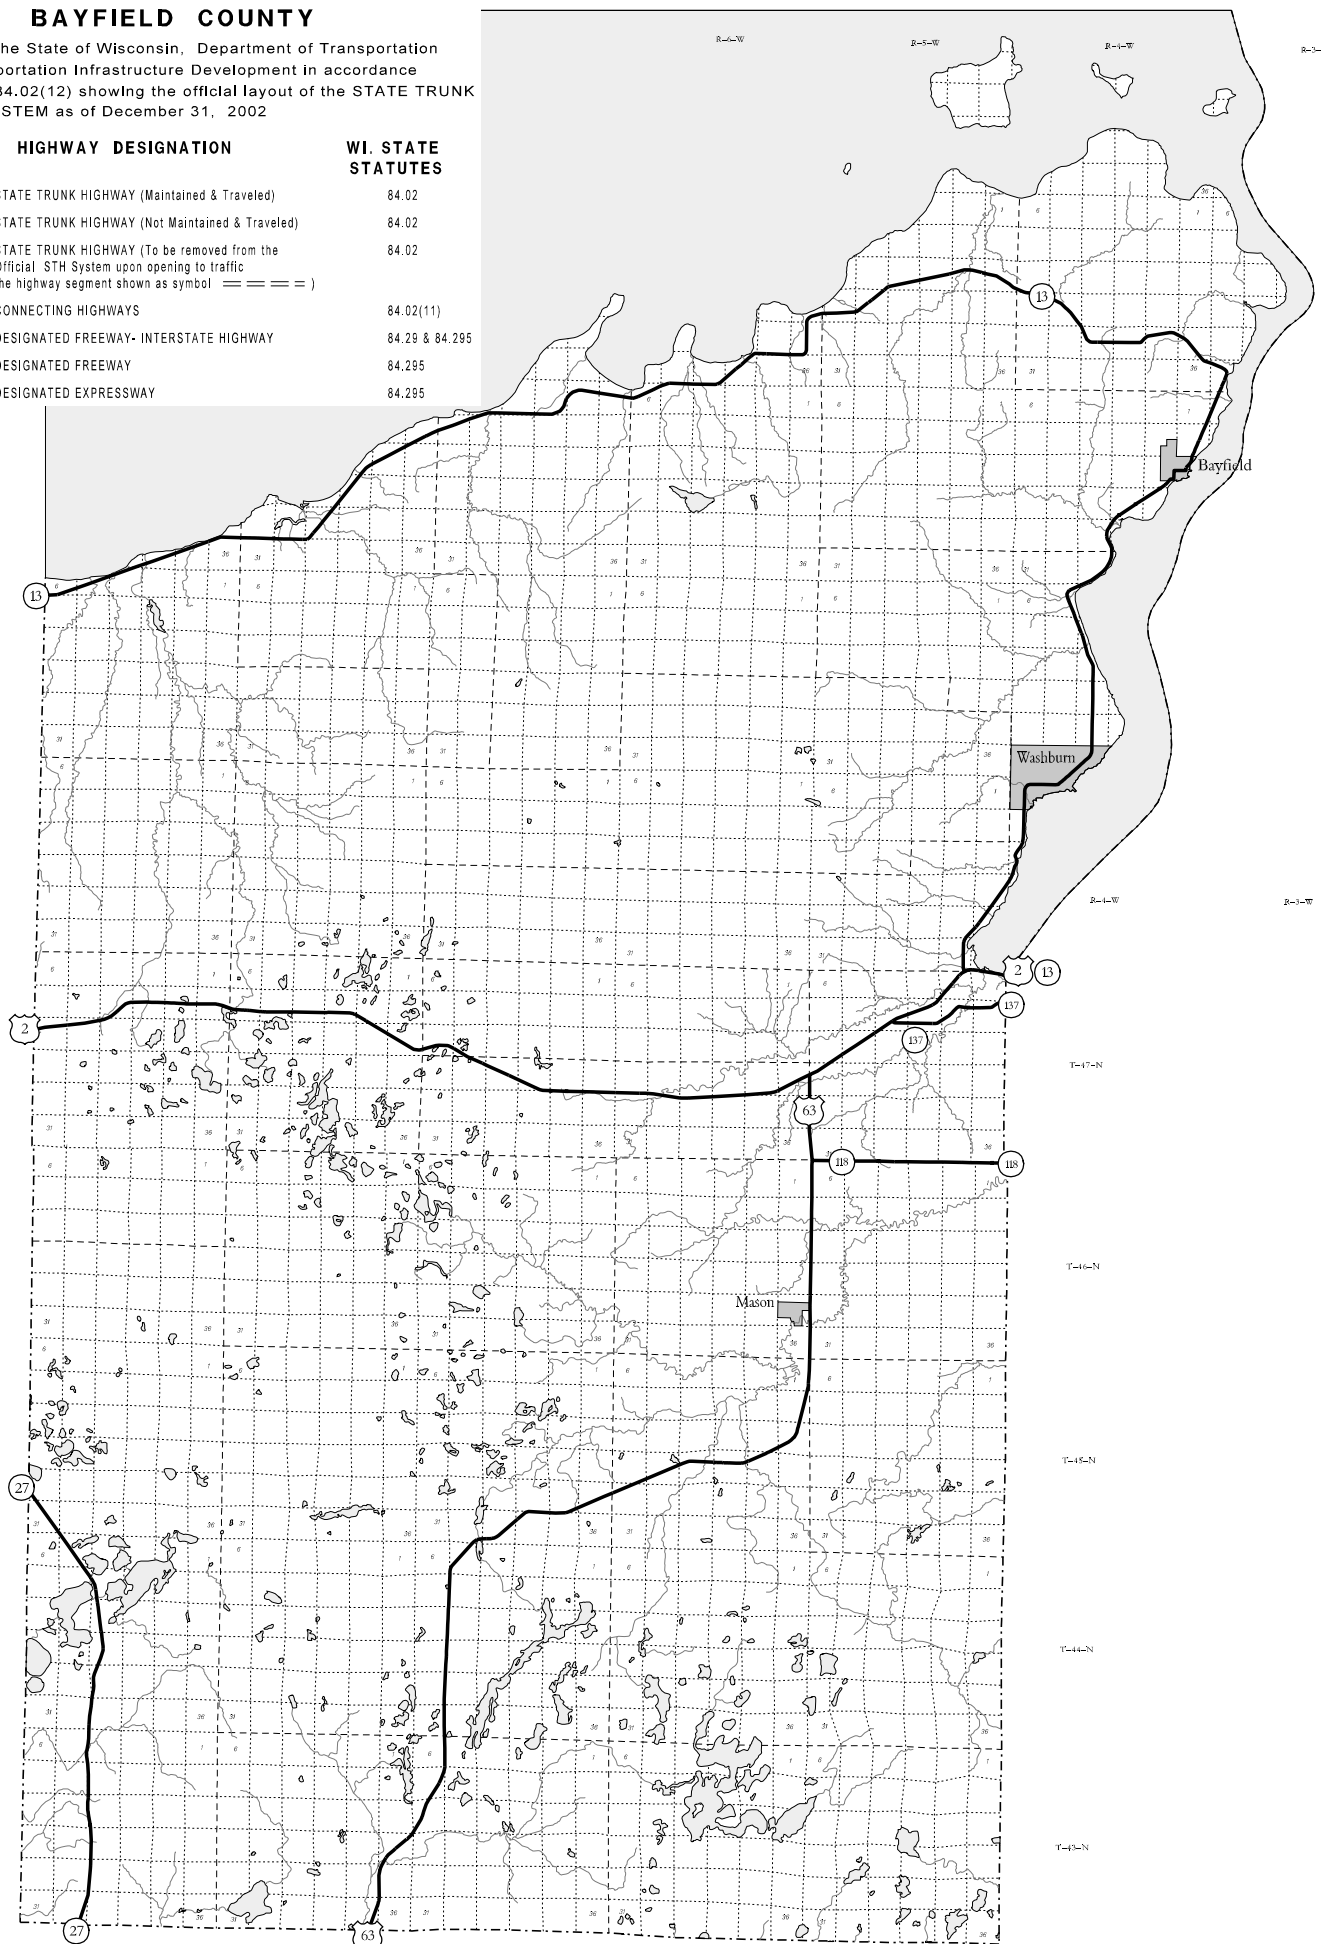 BAYFIELD COUNTY
he State of Wisconsin, Department of Transportation
portation Infrastructure Development in accordance
84.02(12) showing the official layout of the STATE TRUNK
STEM as of December 31, 2002
HIGHWAY DESIGNATION
WI. STATE
STATUTES
STATE TRUNK HIGHWAY (Maintained & Traveled) 84.02
STATE TRUNK HIGHWAY (Not Maintained & Traveled) 84.02
STATE TRUNK HIGHWAY (To be removed from the 84.02
Official STH System upon opening to traffic
he highway segment shown as symbol ==== )
CONNECTING HIGHWAYS 84.02(11)
DESIGNATED FREEWAY- INTERSTATE HIGHWAY 84.29 & 84.295
DESIGNATED FREEWAY 84.295
DESIGNATED EXPRESSWAY 84.295
R-6-W
R-5-W
R-4-W
R-3-
13
Bayfield
13
Washburn
R-4-W
R-3-W
2
13
137
2
137
T-47-N
63
118
118
T-46-N
Mason
T-45-N
27
T-44-N
T-43-N
27
63